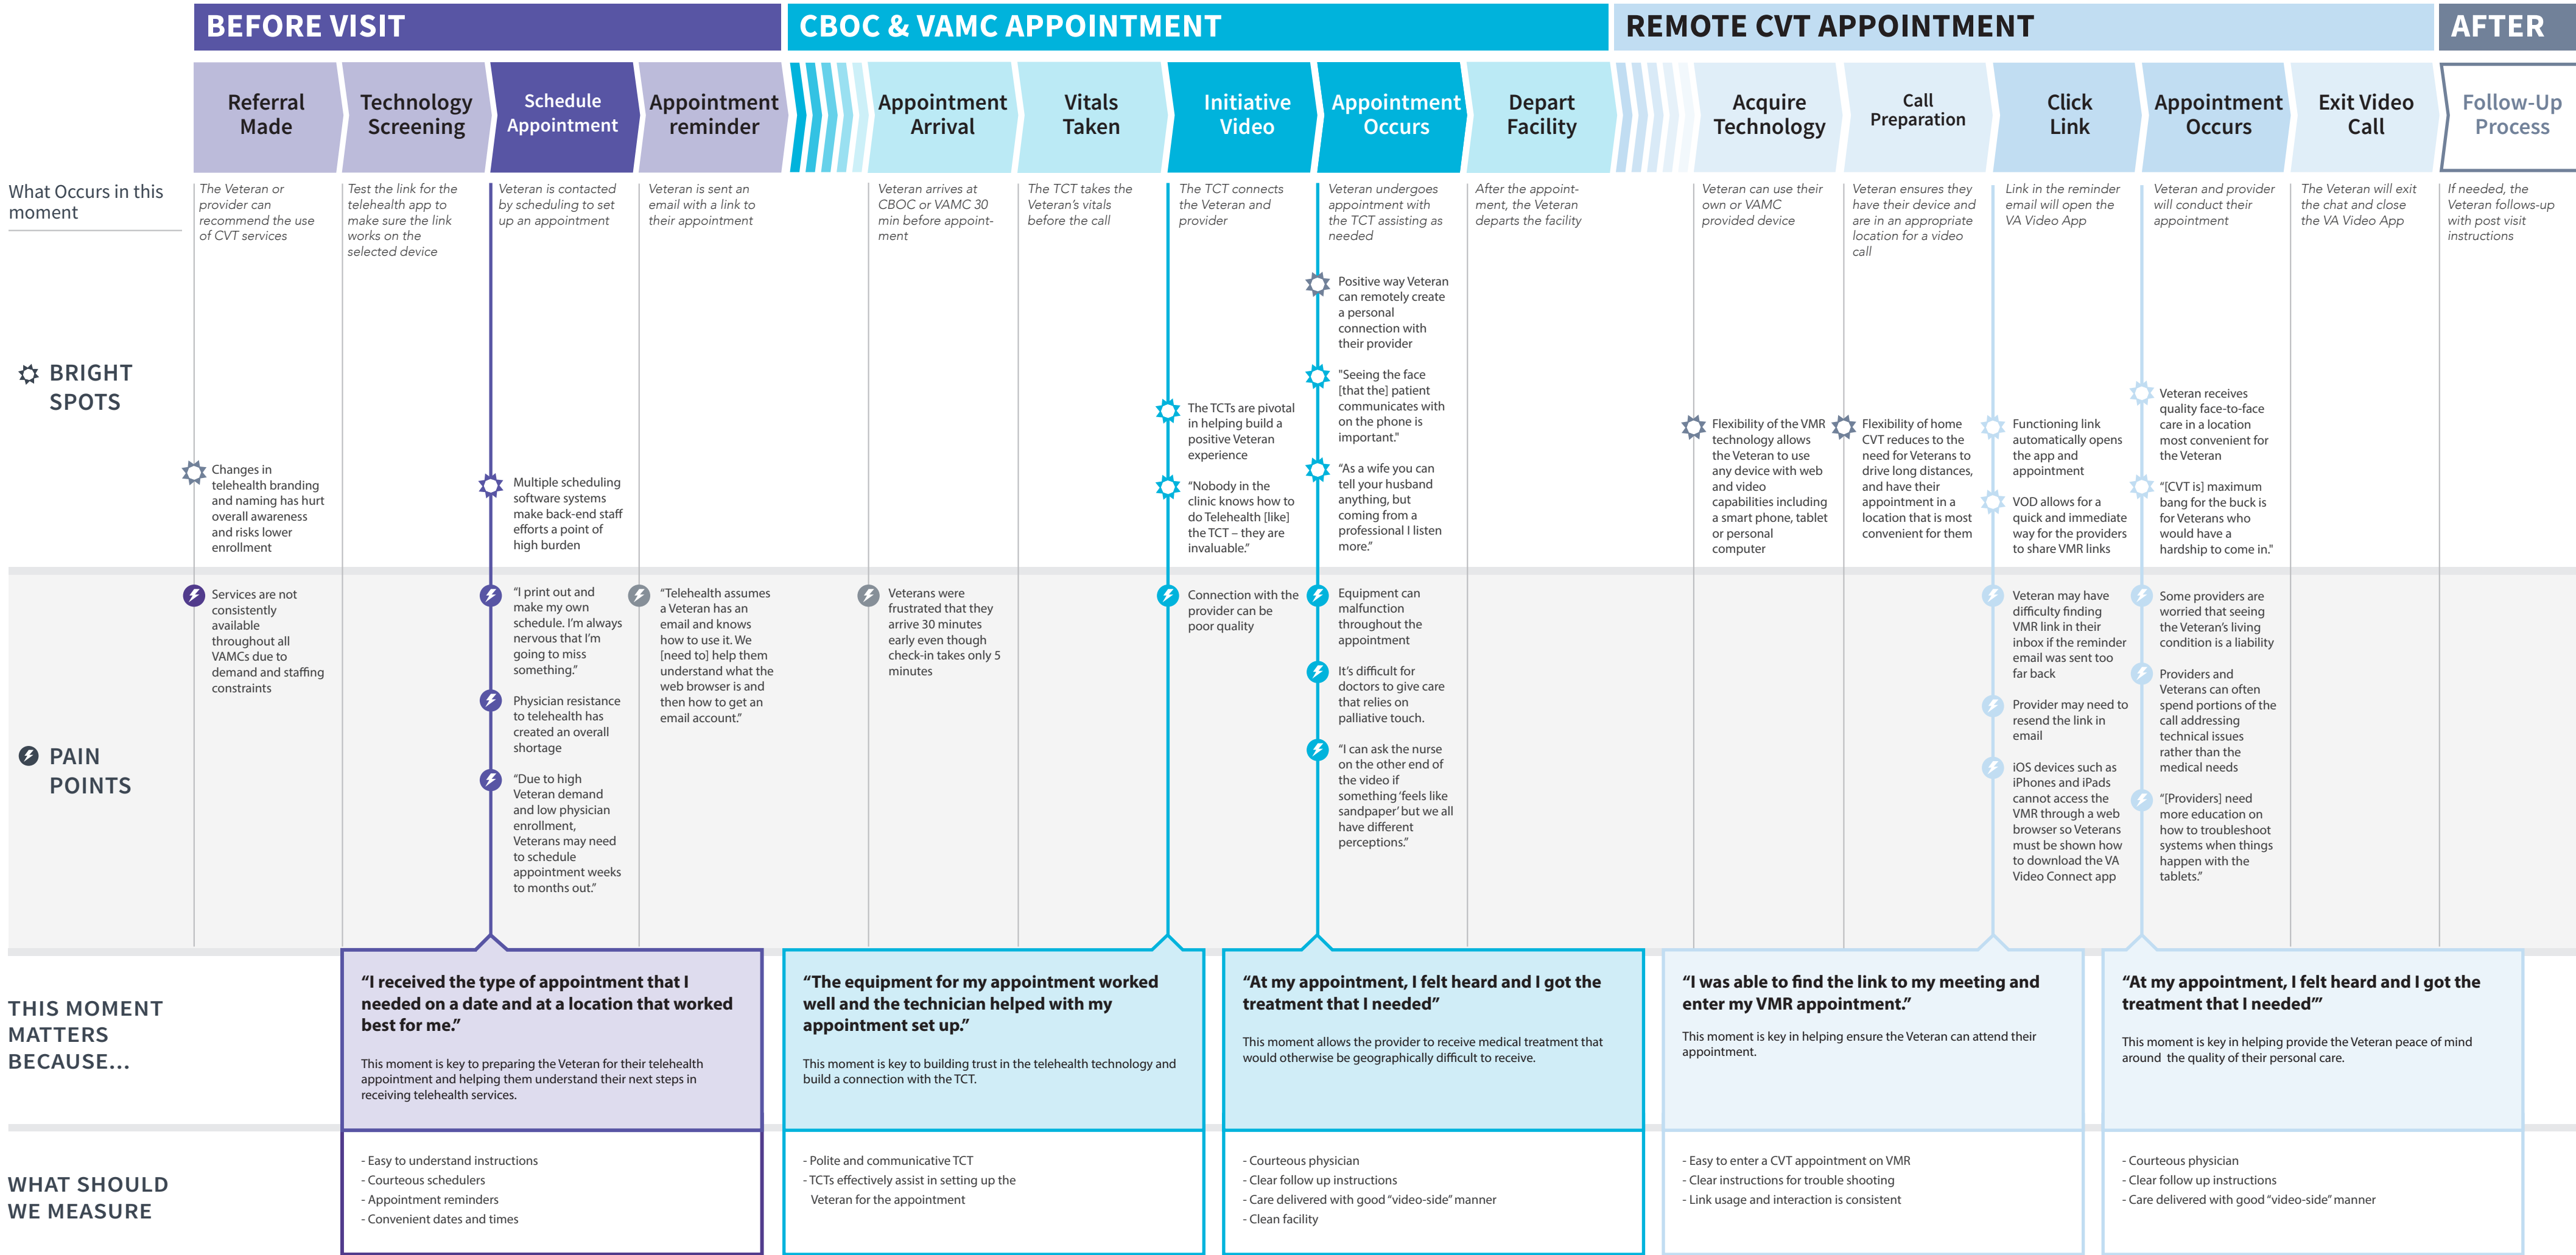 BEFORE VISIT
CBOC & VAMC APPOINTMENT
REMOTE CVT APPOINTMENT
AFTER
Referral
Made
Technology
Screening
Schedule
Appointment
Appointment
reminder
Appointment
Arrival
Vitals
Taken
Initiative
Video
Appointment
Occurs
Depart
Facility
Acquire
Technology
Call
Preparation
Click
Link
Appointment
Occurs
Exit Video
Call
Follow-Up
Process
What Occurs in this
moment
The Veteran or
provider can
recommend the use
of CVT services
Test the link for the
telehealth app to
make sure the link
works on the
selected device
Veteran is contacted
by scheduling to set
up an appointment
Veteran is sent an
email with a link to
their appointment
Veteran arrives at
CBOC or VAMC 30
min before appoint-
ment
The TCT takes the
Veteran's vitals
before the call
The TCT connects
the Veteran and
provider
Veteran undergoes
appointment with
the TCT assisting as
needed
After the appoint-
ment, the Veteran
departs the facility
Veteran can use their
own or VAMC
provided device
Veteran ensures they
have their device and
are in an appropriate
location for a video
call
Link in the reminder
email will open the
VA Video App
Veteran and provider
will conduct their
appointment
The Veteran will exit
the chat and close
the VA Video App
If needed, the
Veteran follows-up
with post visit
instructions
BRIGHT
SPOTS
Changes in
telehealth branding
and naming has hurt
overall awareness
and risks lower
enrollment
Multiple scheduling
software systems
make back-end staff
efforts a point of
high burden
The TCTs are pivotal
in helping build a
positive Veteran
experience
“Nobody in the
clinic knows how to
do Telehealth [like]
the TCT – they are
invaluable.”
Positive way Veteran
can remotely create
a personal
connection with
their provider
"Seeing the face
[that the] patient
communicates with
on the phone is
important."
“As a wife you can
tell your husband
anything, but
coming from a
professional I listen
more.”
Flexibility of the VMR
technology allows
the Veteran to use
any device with web
and video
capabilities including
a smart phone, tablet
or personal
computer
Flexibility of home
CVT reduces to the
need for Veterans to
drive long distances,
and have their
appointment in a
location that is most
convenient for them
Functioning link
automatically opens
the app and
appointment
VOD allows for a
quick and immediate
way for the providers
to share VMR links
Veteran receives
quality face-to-face
care in a location
most convenient for
the Veteran
“[CVT is] maximum
bang for the buck is
for Veterans who
would have a
hardship to come in."
PAIN
POINTS
Services are not
consistently
available
throughout all
VAMCs due to
demand and staffing
constraints
“I print out and
make my own
schedule. I’m always
nervous that I’m
going to miss
something.”
Physician resistance
to telehealth has
created an overall
shortage
“Due to high
Veteran demand
and low physician
enrollment,
Veterans may need
to schedule
appointment weeks
to months out.”
“Telehealth assumes
a Veteran has an
email and knows
how to use it. We
[need to] help them
understand what the
web browser is and
then how to get an
email account.”
Veterans were
frustrated that they
arrive 30 minutes
early even though
check-in takes only 5
minutes
Connection with the
provider can be
poor quality
Equipment can
malfunction
throughout the
appointment
It’s difficult for
doctors to give care
that relies on
palliative touch.
“I can ask the nurse
on the other end of
the video if
something ‘feels like
sandpaper’ but we all
have different
perceptions.”
Veteran may have
difficulty finding
VMR link in their
inbox if the reminder
email was sent too
far back
Provider may need to
resend the link in
email
iOS devices such as
iPhones and iPads
cannot access the
VMR through a web
browser so Veterans
must be shown how
to download the VA
Video Connect app
Some providers are
worried that seeing
the Veteran’s living
condition is a liability
Providers and
Veterans can often
spend portions of the
call addressing
technical issues
rather than the
medical needs
“[Providers] need
more education on
how to troubleshoot
systems when things
happen with the
tablets.”
THIS MOMENT
MATTERS
BECAUSE...
“I received the type of appointment that I
needed on a date and at a location that worked
best for me.”
This moment is key to preparing the Veteran for their telehealth
appointment and helping them understand their next steps in
receiving telehealth services.
“The equipment for my appointment worked
well and the technician helped with my
appointment set up.”
This moment is key to building trust in the telehealth technology and
build a connection with the TCT.
“At my appointment, I felt heard and I got the
treatment that I needed”
This moment allows the provider to receive medical treatment that
would otherwise be geographically difficult to receive.
“I was able to find the link to my meeting and
enter my VMR appointment.”
This moment is key in helping ensure the Veteran can attend their
appointment.
“At my appointment, I felt heard and I got the
treatment that I needed’”
This moment is key in helping provide the Veteran peace of mind
around the quality of their personal care.
WHAT SHOULD
WE MEASURE
- Easy to understand instructions
- Courteous schedulers
- Appointment reminders
- Convenient dates and times
- Polite and communicative TCT
- TCTs effectively assist in setting up the
Veteran for the appointment
- Courteous physician
- Clear follow up instructions
- Care delivered with good “video-side” manner
- Clean facility
- Easy to enter a CVT appointment on VMR
- Clear instructions for trouble shooting
- Link usage and interaction is consistent
- Courteous physician
- Clear follow up instructions
- Care delivered with good “video-side” manner